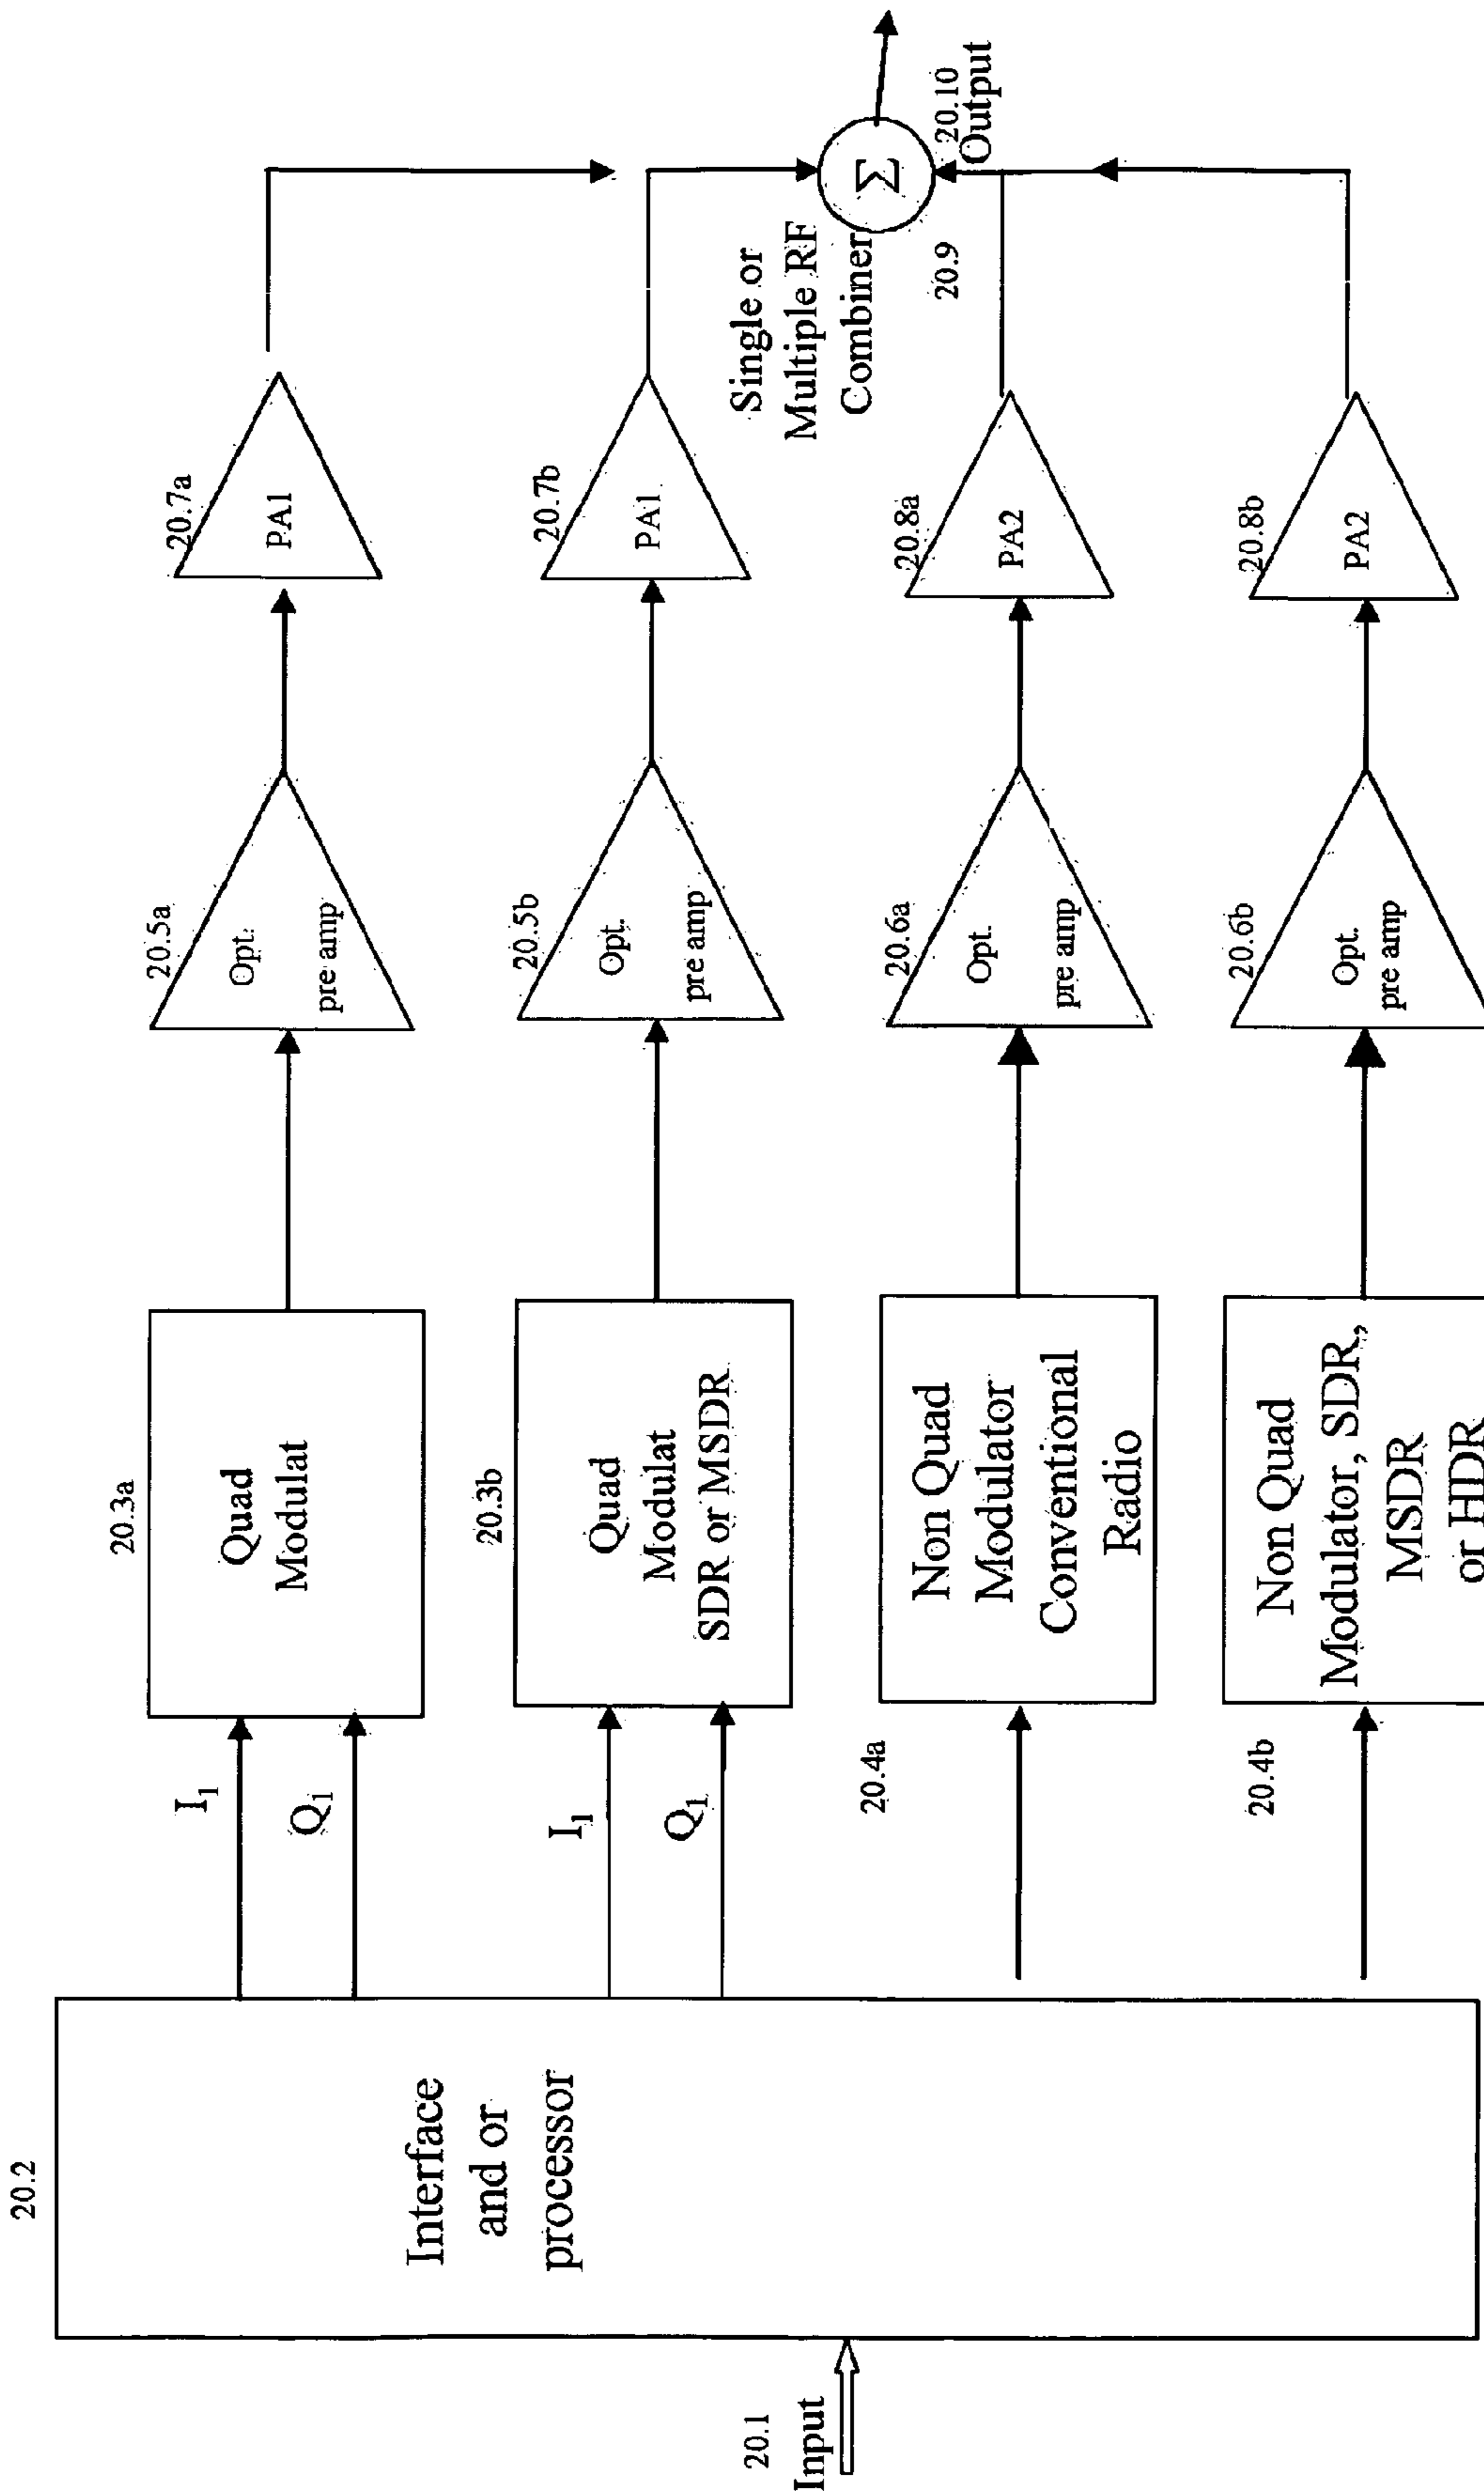 20.1
Input
20.2
Interface
and or
processor
I1
Q1
20.3a
Quad
Modulat
20.5a
Opt.
pre amp
20.7a
PA1
I1
Q1
20.3b
Quad
Modulat
SDR or MSDR
20.5b
Opt.
pre amp
20.7b
PA1
Single or
Multiple RF
Combiner
Σ
20.9
20.10
Output
20.4a
Non Quad
Modulator
Conventional
Radio
20.6a
Opt.
pre amp
20.8a
PA2
20.4b
Non Quad
Modulator, SDR,
MSDR
or HDR
20.6b
Opt.
pre amp
20.8b
PA2